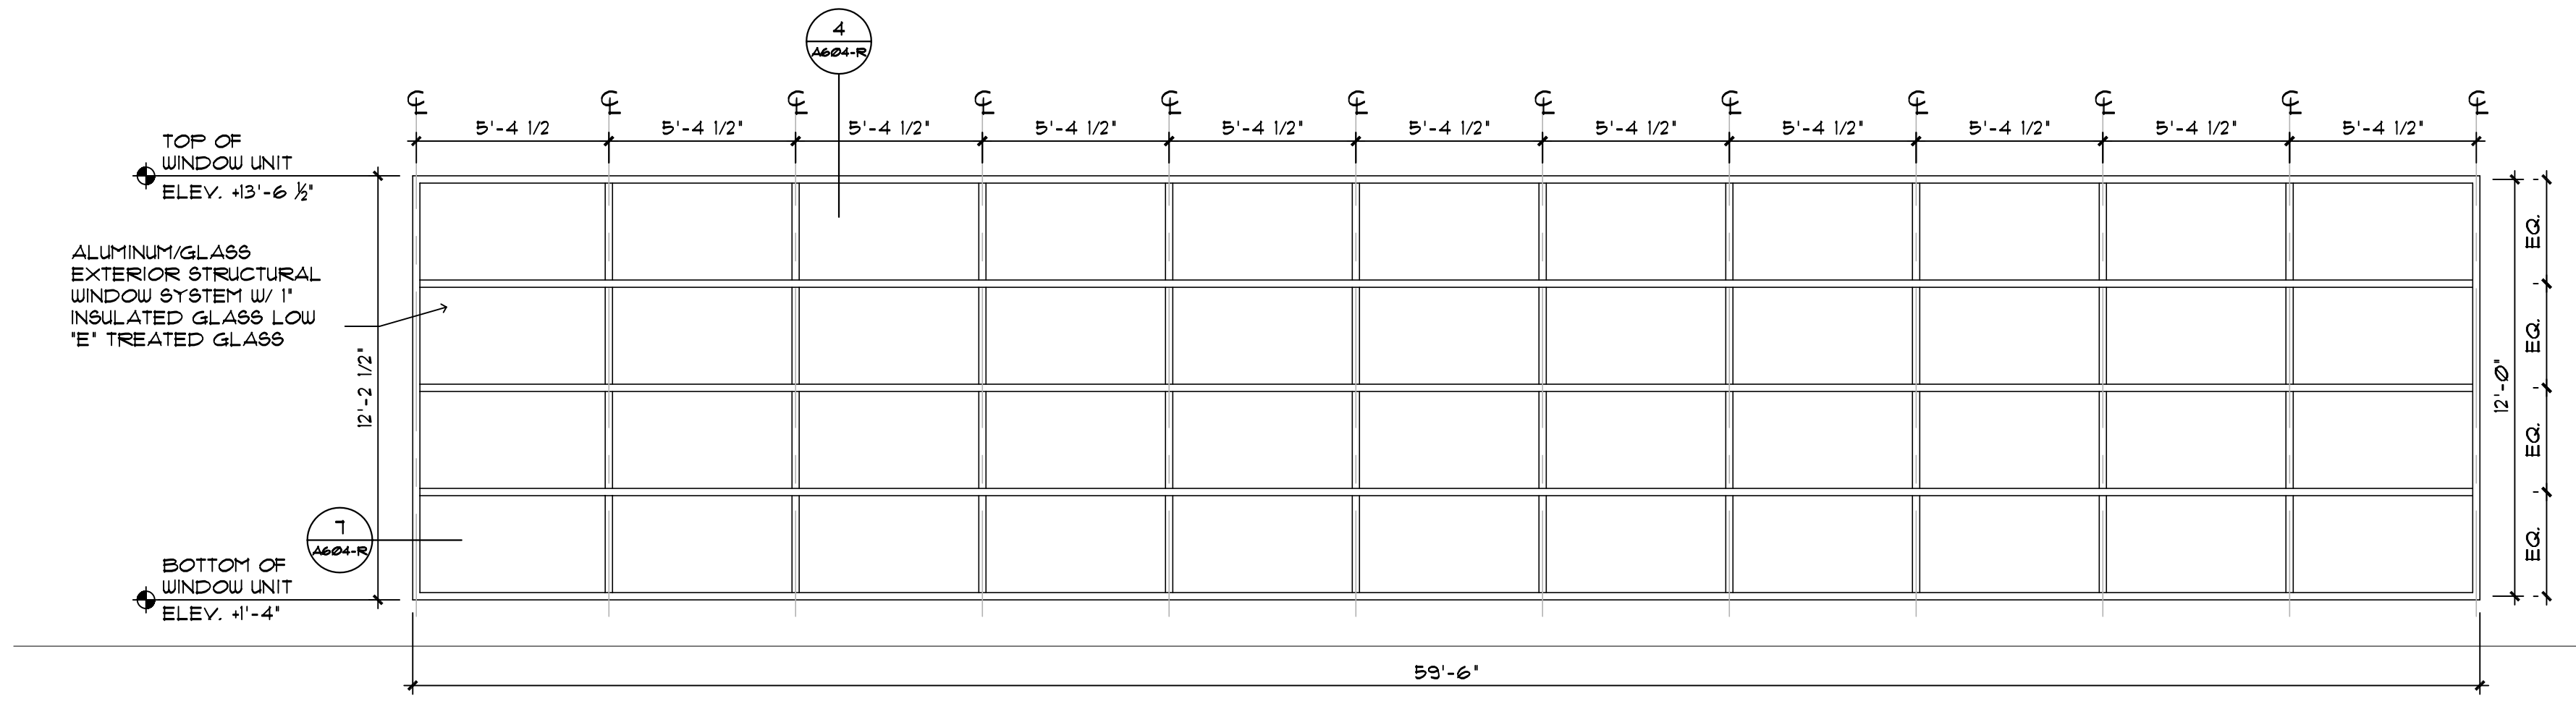 4
A604-R
℄ ℄ ℄ ℄ ℄ ℄ ℄ ℄ ℄ ℄ ℄ ℄
5'-4 1/2 5'-4 1/2" 5'-4 1/2" 5'-4 1/2" 5'-4 1/2" 5'-4 1/2" 5'-4 1/2" 5'-4 1/2" 5'-4 1/2" 5'-4 1/2" 5'-4 1/2"
TOP OF
WINDOW UNIT
ELEV. +13'-6 ½"
ALUMINUM/GLASS
EXTERIOR STRUCTURAL
WINDOW SYSTEM W/ 1"
INSULATED GLASS LOW
"E" TREATED GLASS
12'-2 1/2"
7
A604-R
BOTTOM OF
WINDOW UNIT
ELEV. +1'-4"
12'-0"
EQ.
EQ.
EQ.
EQ.
59'-6"